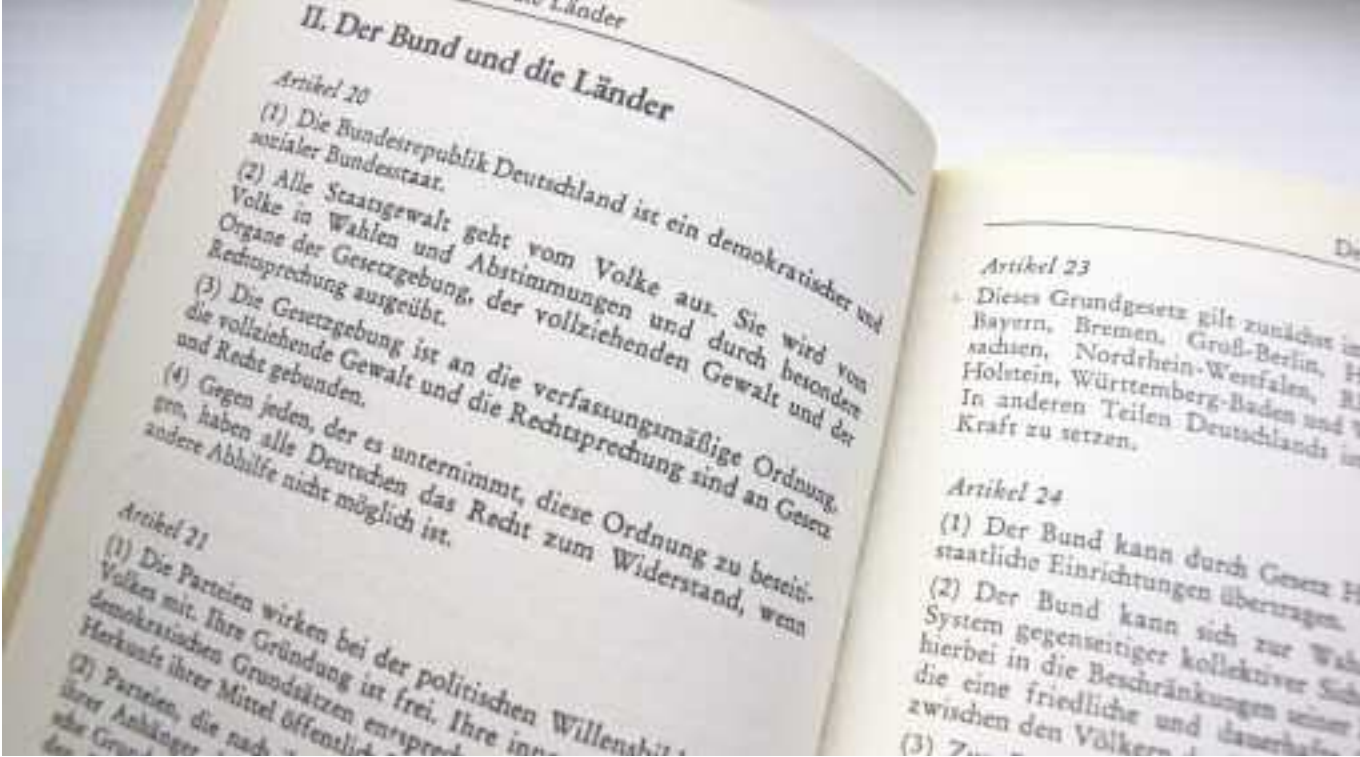 Länder
II. Der Bund und die Länder
Artikel 20
(1) Die Bundesrepublik Deutschland ist ein demokratischer und
sozialer Bundesstaat.
(2) Alle Staatsgewalt geht vom Volke aus. Sie wird vom
Volke in Wahlen und Abstimmungen und durch besondere
Organe der Gesetzgebung, der vollziehenden Gewalt und der
Rechtsprechung ausgeübt.
(3) Die Gesetzgebung ist an die verfassungsmäßige Ordnung,
die vollziehende Gewalt und die Rechtsprechung sind an Gesetz
und Recht gebunden.
(4) Gegen jeden, der es unternimmt, diese Ordnung zu beseiti-
gen, haben alle Deutschen das Recht zum Widerstand, wenn
andere Abhilfe nicht möglich ist.
Artikel 21
(1) Die Parteien wirken bei der politischen
Volkes mit. Ihre Gründung ist frei. Ihre
demokratischen Grundsätzen
Herkunft ihrer Mittel
(2) Parteien, die nach
ihrer Anhänger
Artikel 23
Dieses Grundgesetz gilt zunächst
Bayern, Bremen, Groß-Berlin,
sachsen, Nordrhein-Westfalen,
Holstein, Württemberg-Baden und
In anderen Teilen Deutschlands
Kraft zu setzen.
Artikel 24
(1) Der Bund kann durch Gesetz
staatliche Einrichtungen übertragen.
(2) Der Bund kann sich zur
System gegenseitiger kollektiver
hierbei in die Beschränkungen seiner
die eine friedliche und
zwischen den Völkern
(3)